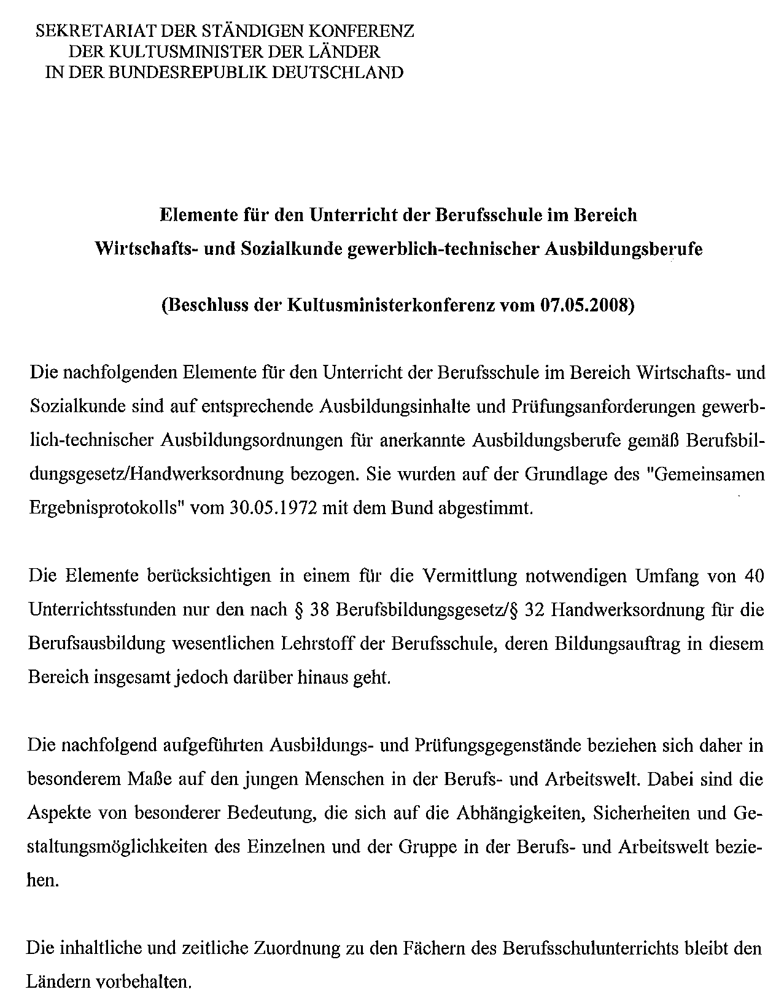 SEKRETARIAT DER STÄNDIGEN KONFERENZ
DER KULTUSMINISTER DER LÄNDER
IN DER BUNDESREPUBLIK DEUTSCHLAND
Elemente für den Unterricht der Berufsschule im Bereich
Wirtschafts- und Sozialkunde gewerblich-technischer Ausbildungsberufe
(Beschluss der Kultusministerkonferenz vom 07.05.2008)
Die nachfolgenden Elemente für den Unterricht der Berufsschule im Bereich Wirtschafts- und
Sozialkunde sind auf entsprechende Ausbildungsinhalte und Prüfungsanforderungen gewerb-
lich-technischer Ausbildungsordnungen für anerkannte Ausbildungsberufe gemäß Berufsbil-
dungsgesetz/Handwerksordnung bezogen. Sie wurden auf der Grundlage des "Gemeinsamen
Ergebnisprotokolls" vom 30.05.1972 mit dem Bund abgestimmt.
Die Elemente berücksichtigen in einem für die Vermittlung notwendigen Umfang von 40
Unterrichtsstunden nur den nach § 38 Berufsbildungsgesetz/§ 32 Handwerksordnung für die
Berufsausbildung wesentlichen Lehrstoff der Berufsschule, deren Bildungsauftrag in diesem
Bereich insgesamt jedoch darüber hinaus geht.
Die nachfolgend aufgeführten Ausbildungs- und Prüfungsgegenstände beziehen sich daher in
besonderem Maße auf den jungen Menschen in der Berufs- und Arbeitswelt. Dabei sind die
Aspekte von besonderer Bedeutung, die sich auf die Abhängigkeiten, Sicherheiten und Ge-
staltungsmöglichkeiten des Einzelnen und der Gruppe in der Berufs- und Arbeitswelt bezie-
hen.
Die inhaltliche und zeitliche Zuordnung zu den Fächern des Berufsschulunterrichts bleibt den
Ländern vorbehalten.